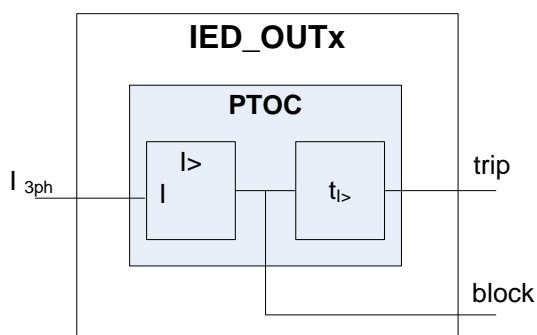 IED_OUTx
PTOC
I>
I
tI>
I 3ph
trip
block